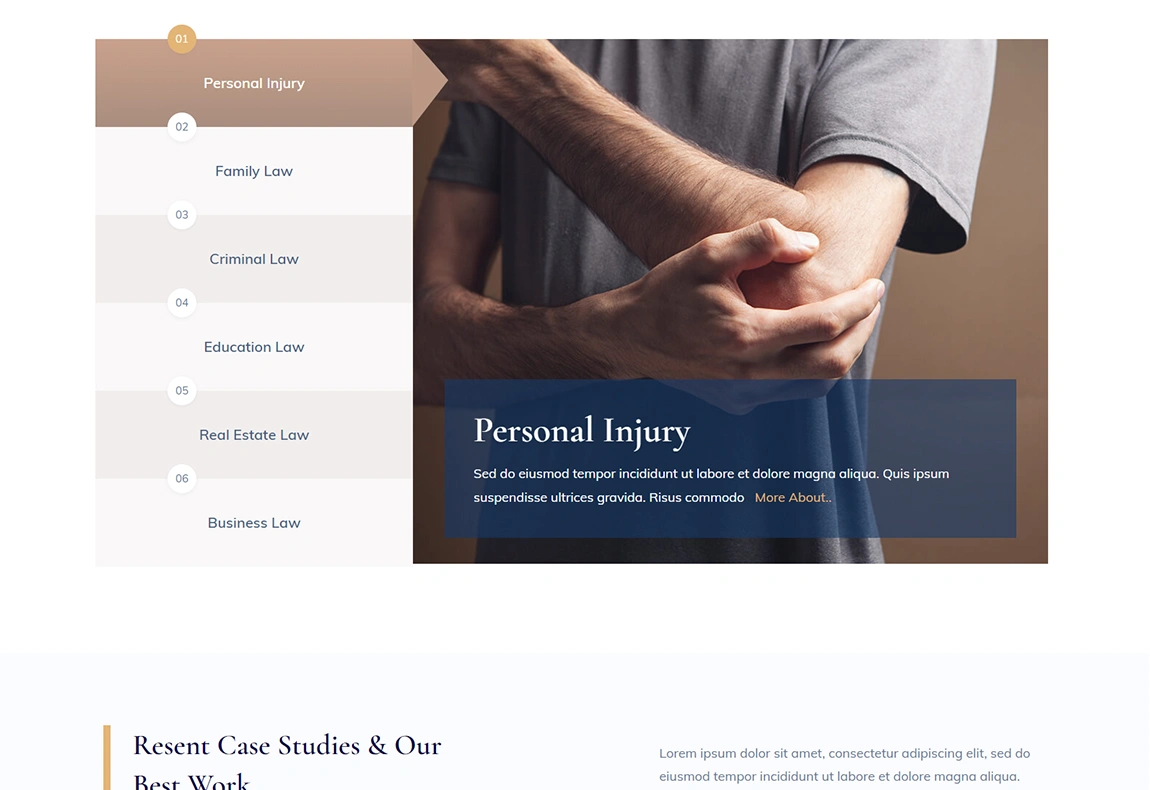 01
Personal Injury
02
Family Law
03
Criminal Law
04
Education Law
05
Real Estate Law
06
Business Law
Personal Injury
Sed do eiusmod tempor incididunt ut labore et dolore magna aliqua. Quis ipsum
suspendisse ultrices gravida. Risus commodo More About..
Resent Case Studies & Our
Best Work
Lorem ipsum dolor sit amet, consectetur adipiscing elit, sed do
eiusmod tempor incididunt ut labore et dolore magna aliqua.